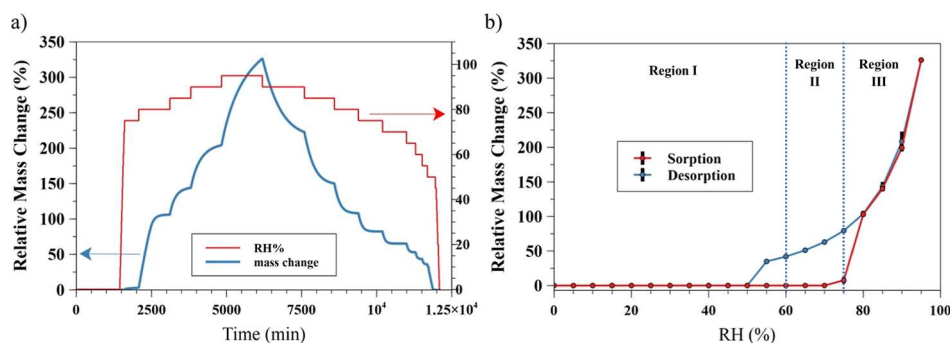 a)
350
300
250
200
150
100
50
0
Relative Mass Change (%)
100
80
60
40
20
0
RH%
mass change
0
2500
5000
7500
10⁴
1.25×10⁴
Time (min)
b)
350
300
250
200
150
100
50
0
Relative Mass Change (%)
Region I
Region
II
Region
III
Sorption
Desorption
0
20
40
60
80
100
RH (%)